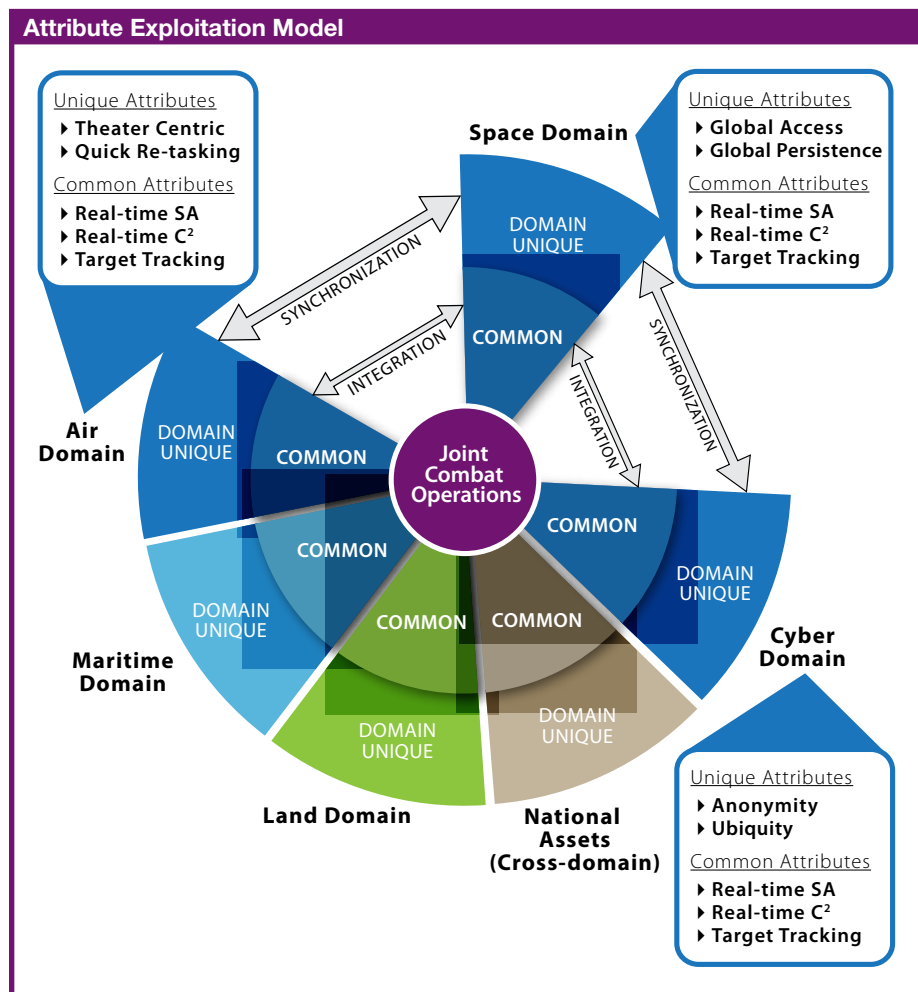 Attribute Exploitation Model
Unique Attributes
Theater Centric
Quick Re-tasking
Common Attributes
Real-time SA
Real-time C²
Target Tracking
Space Domain
Unique Attributes
Global Access
Global Persistence
Common Attributes
Real-time SA
Real-time C²
Target Tracking
SYNCHRONIZATION
INTEGRATION
DOMAIN
UNIQUE
COMMON
SYNCHRONIZATION
INTEGRATION
Air
Domain
DOMAIN
UNIQUE
COMMON
Joint
Combat
Operations
COMMON
DOMAIN
UNIQUE
Cyber
Domain
COMMON
DOMAIN
UNIQUE
Maritime
Domain
COMMON
DOMAIN
UNIQUE
Land Domain
COMMON
DOMAIN
UNIQUE
National
Assets
(Cross-domain)
Unique Attributes
Anonymity
Ubiquity
Common Attributes
Real-time SA
Real-time C²
Target Tracking